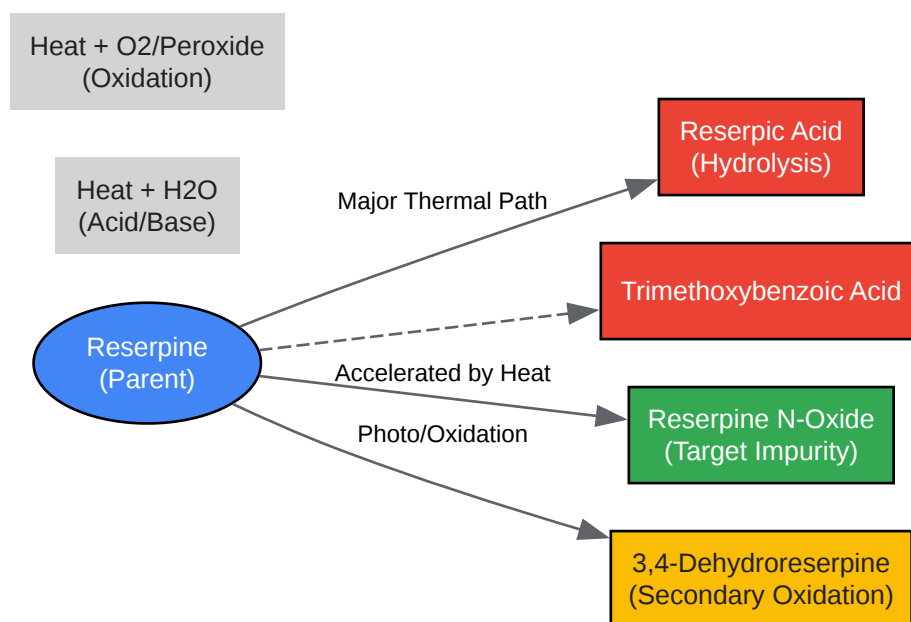 Heat + O2/Peroxide
(Oxidation)
Heat + H2O
(Acid/Base)
Reserpine
(Parent)
Major Thermal Path
Accelerated by Heat
Photo/Oxidation
Reserpic Acid
(Hydrolysis)
Trimethoxybenzoic Acid
Reserpine N-Oxide
(Target Impurity)
3,4-Dehydroreserpine
(Secondary Oxidation)